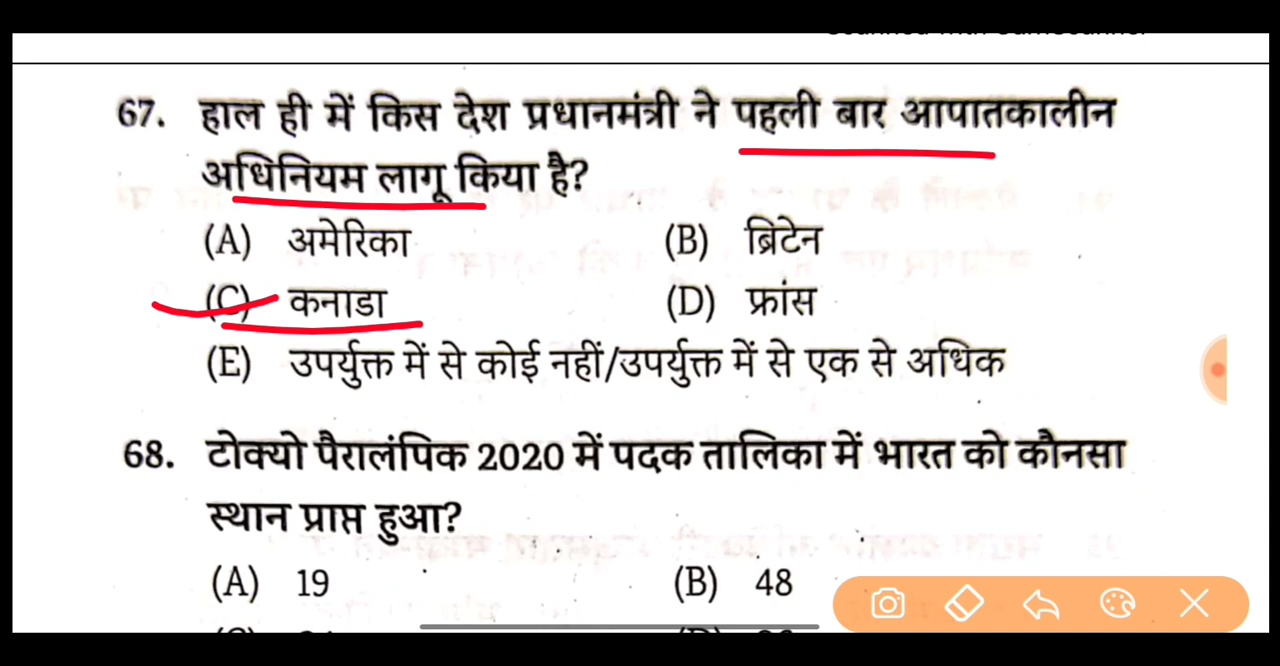 67. हाल ही में किस देश प्रधानमंत्री ने पहली बार आपातकालीन
अधिनियम लागू किया है?
(A) अमेरिका (B) ब्रिटेन
(C) कनाडा (D) फ्रांस
(E) उपर्युक्त में से कोई नहीं/उपर्युक्त में से एक से अधिक
68. टोक्यो पैरालंपिक 2020 में पदक तालिका में भारत को कौनसा
स्थान प्राप्त हुआ?
(A) 19 (B) 48